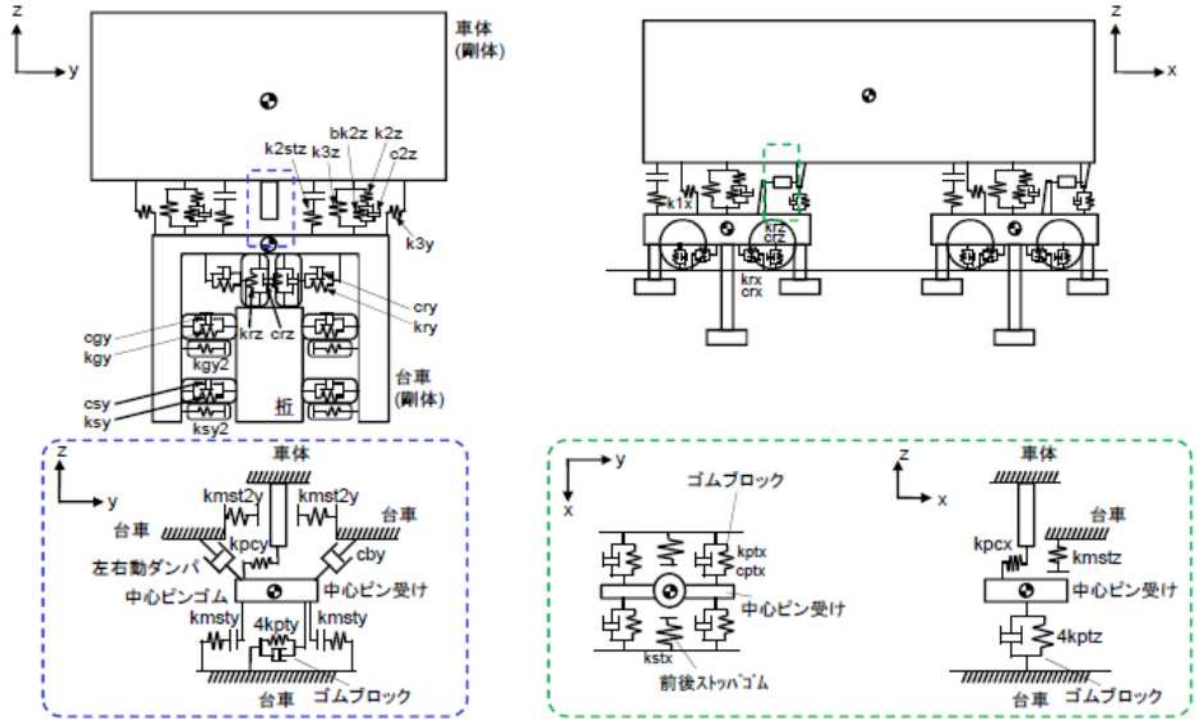 z
y
車体
(剛体)
k2stz
k3z
bk2z
k2z
c2z
k3y
cry
kry
krz
crz
cgy
kgy
kgy2
csy
ksy
ksy2
桁
台車
(剛体)
z
x
k1x
krz
crz
krx
crx
z
y
車体
kmst2y
kmst2y
台車
台車
kpcy
cby
左右動ダンパ
中心ピンゴム
中心ピン受け
kmsty
4kpty
kmsty
台車
ゴムブロック
y
x
ゴムブロック
kptx
cptx
中心ピン受け
kstx
前後ストッパゴム
z
x
車体
台車
kpcx
kmstz
中心ピン受け
4kptz
台車
ゴムブロック